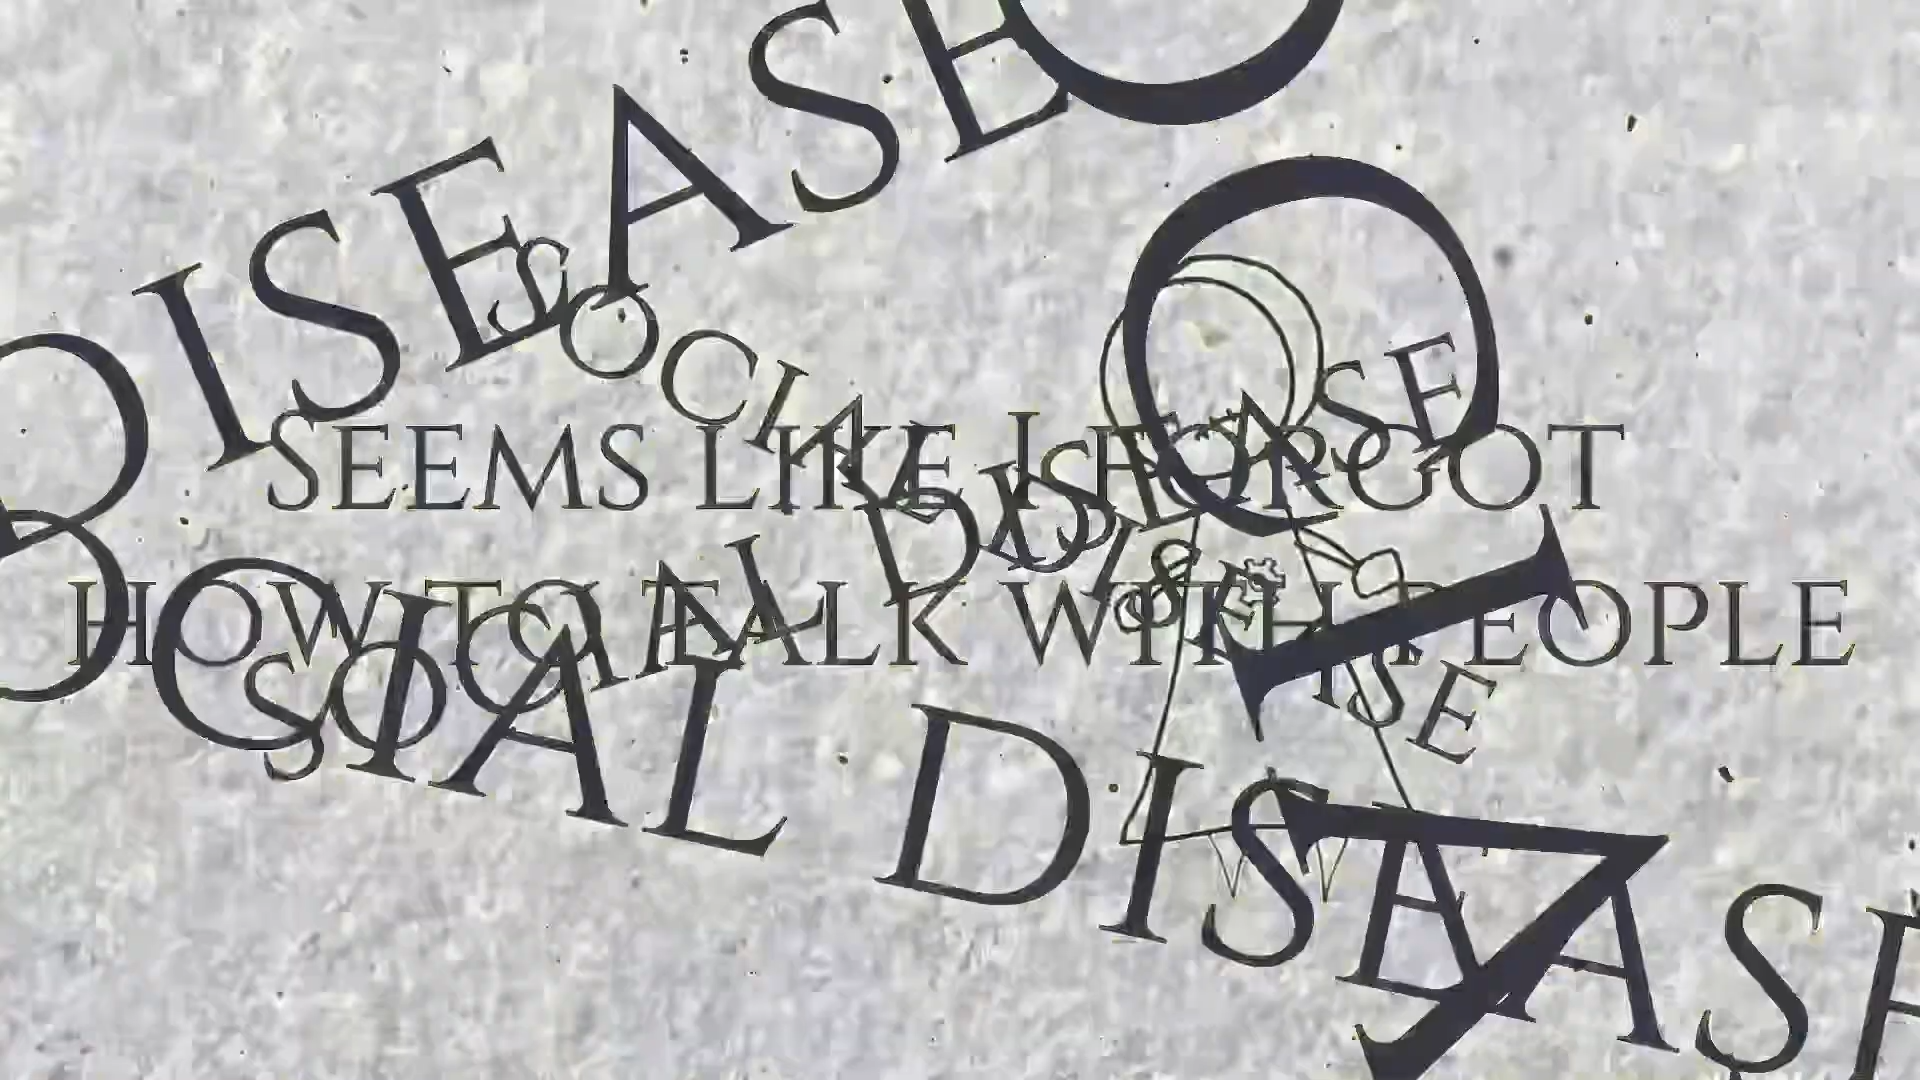 DISEASE
SOCIAL DISEASE
SEEMS LIKE I FORGOT
HOW TO TALK WITH PEOPLE
SOCIAL DISEASE